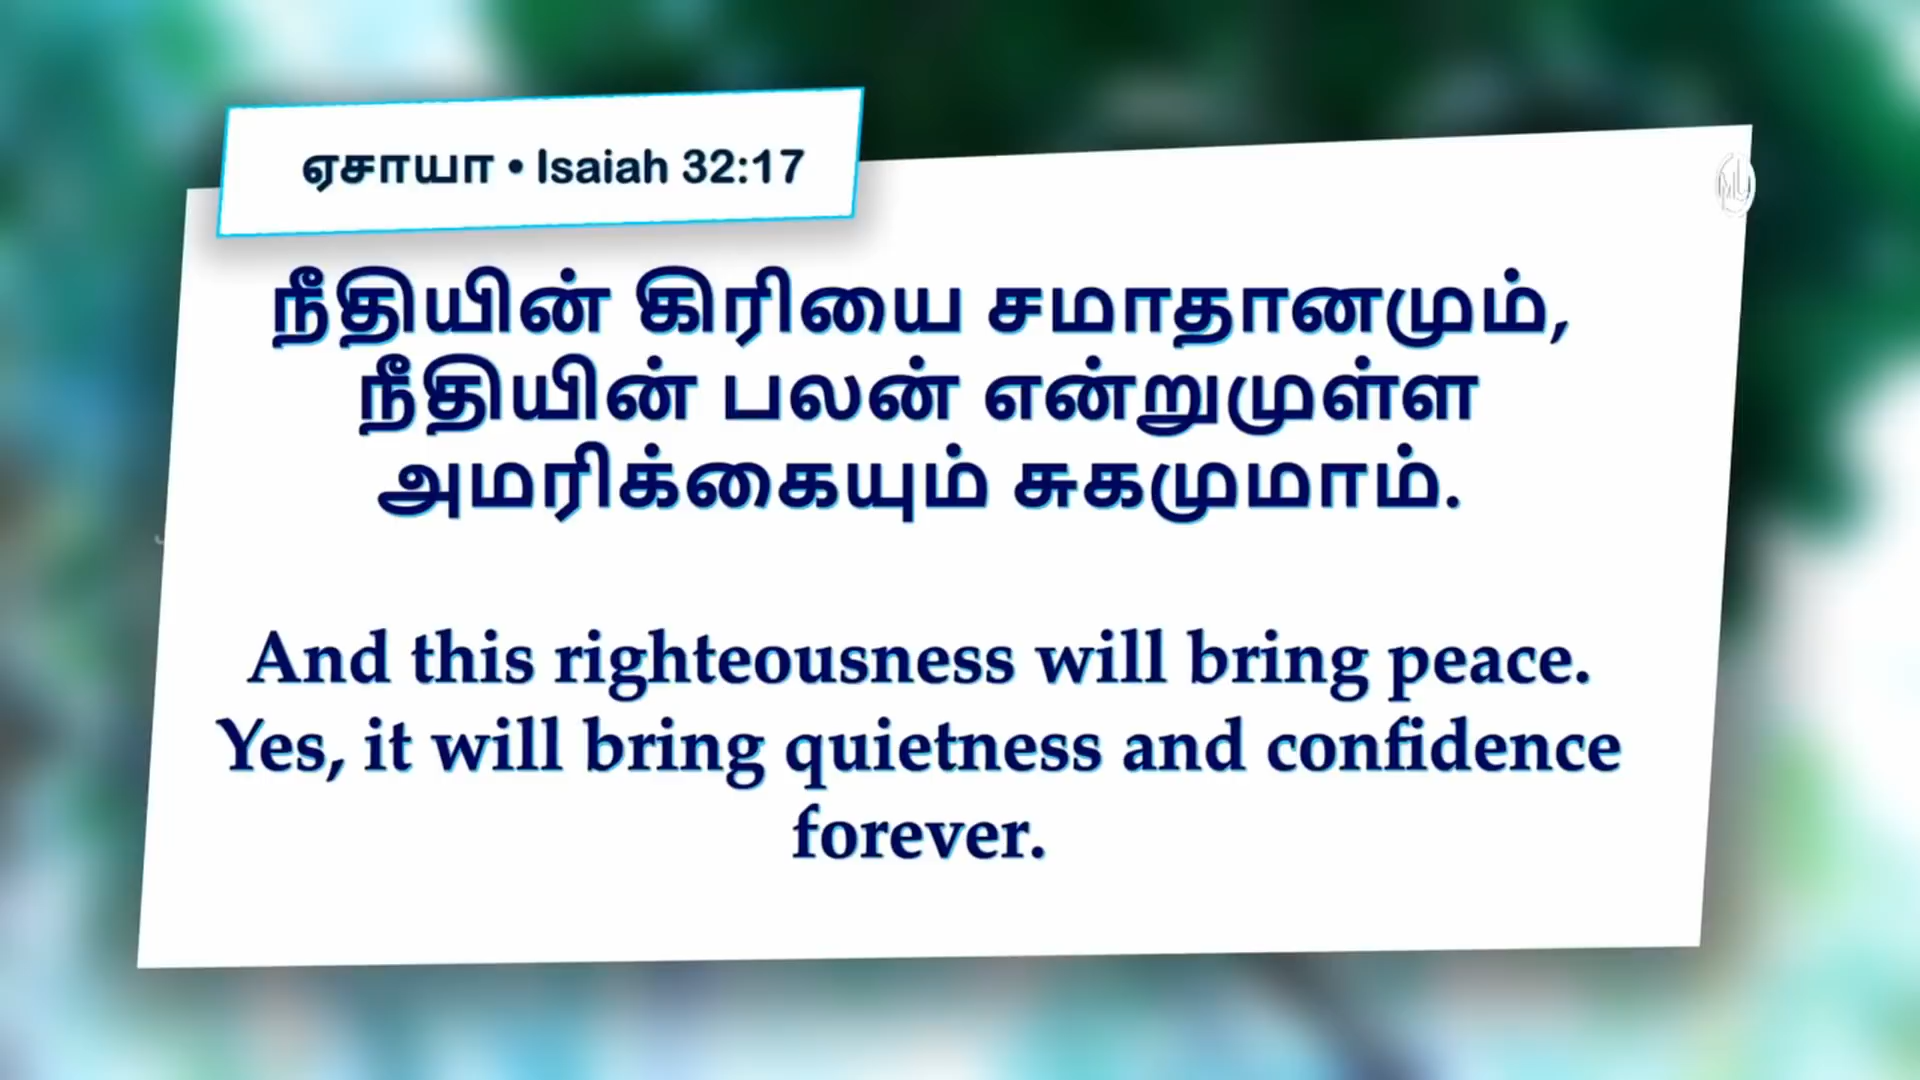 ஏசாயா • Isaiah 32:17
நீதியின் கிரியை சமாதானமும்,
நீதியின் பலன் என்றுமுள்ள
அமரிக்கையும் சுகமுமாம்.
And this righteousness will bring peace.
Yes, it will bring quietness and confidence
forever.